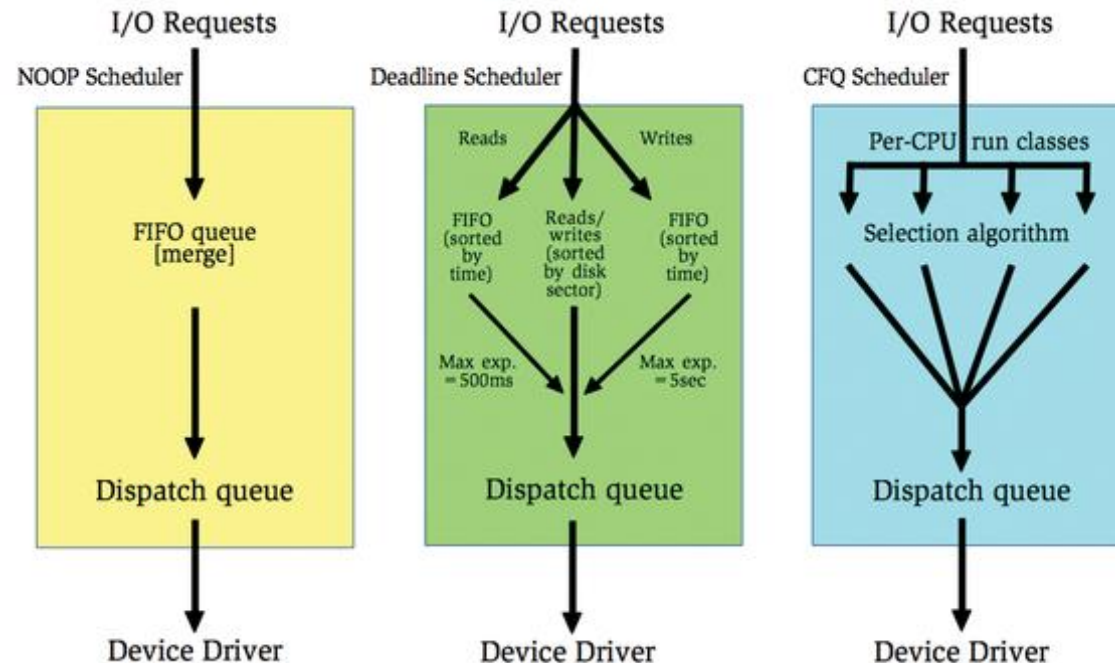 I/O Requests
NOOP Scheduler
FIFO queue
[merge]
Dispatch queue
Device Driver
I/O Requests
Deadline Scheduler
Reads
Writes
FIFO
(sorted
by
time)
Reads/
writes
(sorted
by disk
sector)
FIFO
(sorted
by
time)
Max exp.
=500ms
Max exp.
=5sec
Dispatch queue
Device Driver
I/O Requests
CFQ Scheduler
Per-CPU run classes
Selection algorithm
Dispatch queue
Device Driver